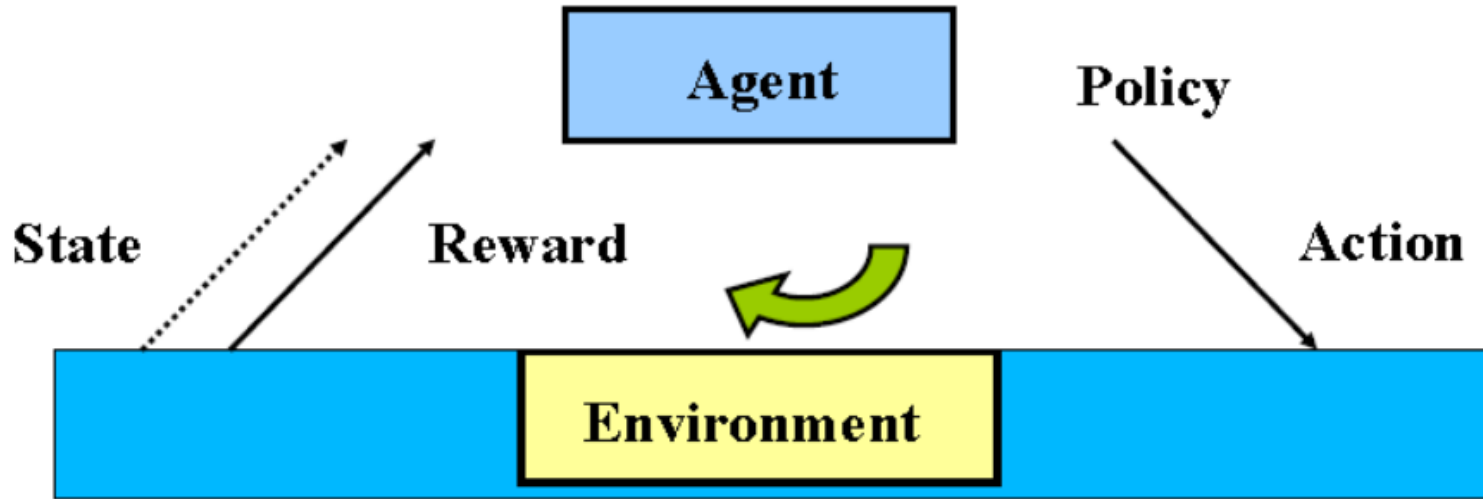 Agent
Policy
State
Reward
Action
Environment